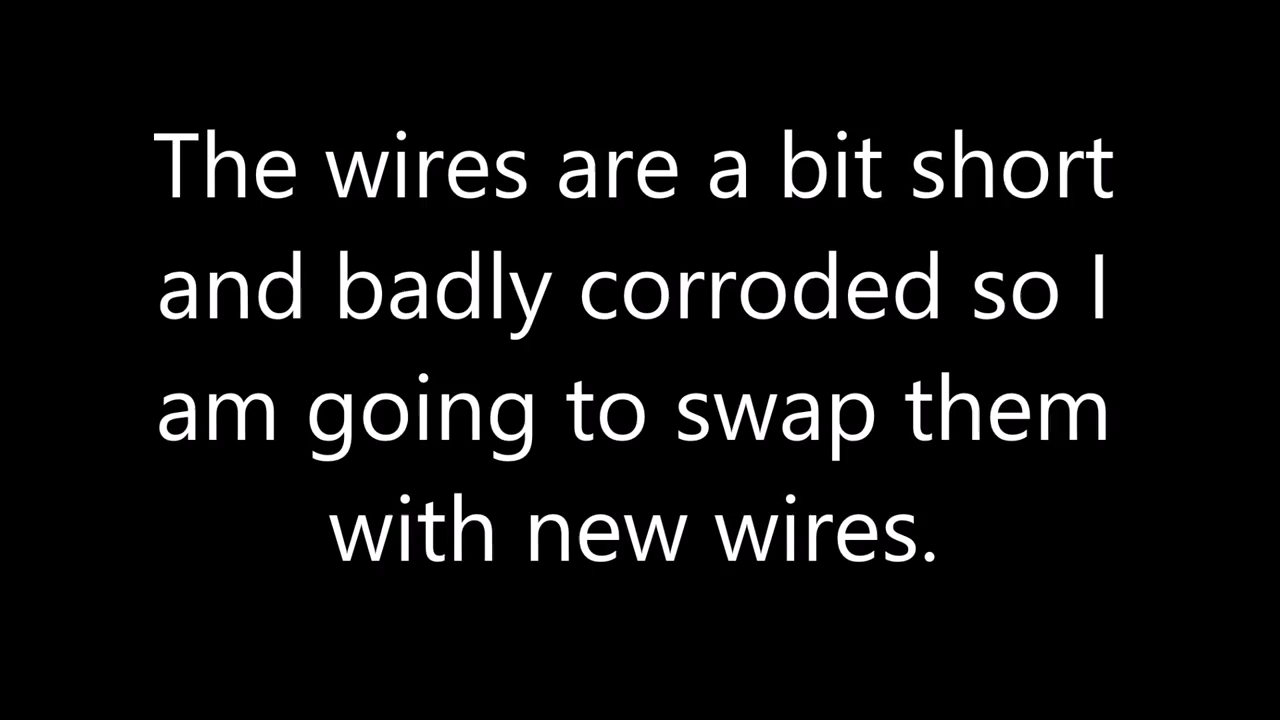 The wires are a bit short
and badly corroded so I
am going to swap them
with new wires.